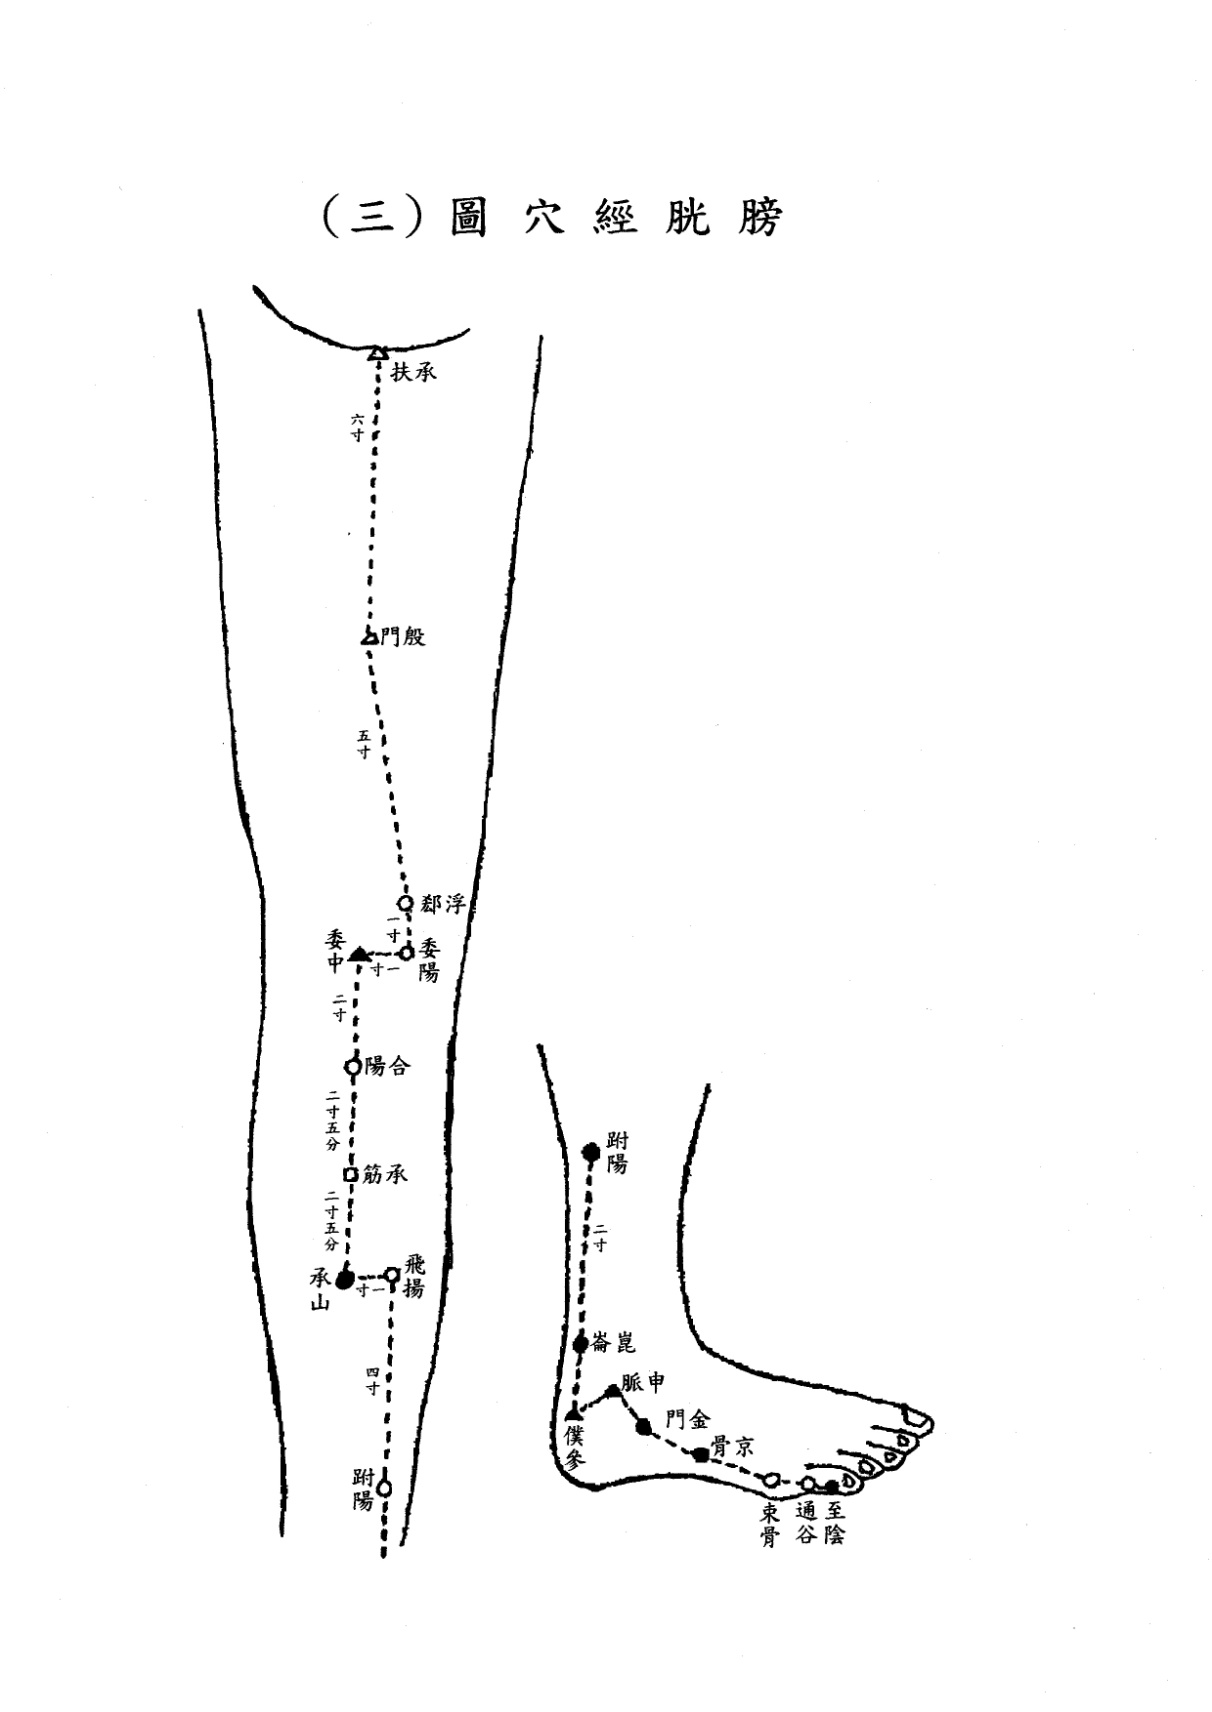 膀胱經穴圖（三）
承扶
六寸
殷門
五寸
浮郄
一寸
委陽
一寸
委中
二寸
合陽
二寸五分
承筋
二寸五分
承山
一寸
飛揚
四寸
跗陽
跗陽
二寸
崑崙
僕參
申脈
金門
京骨
束骨
通谷
至陰